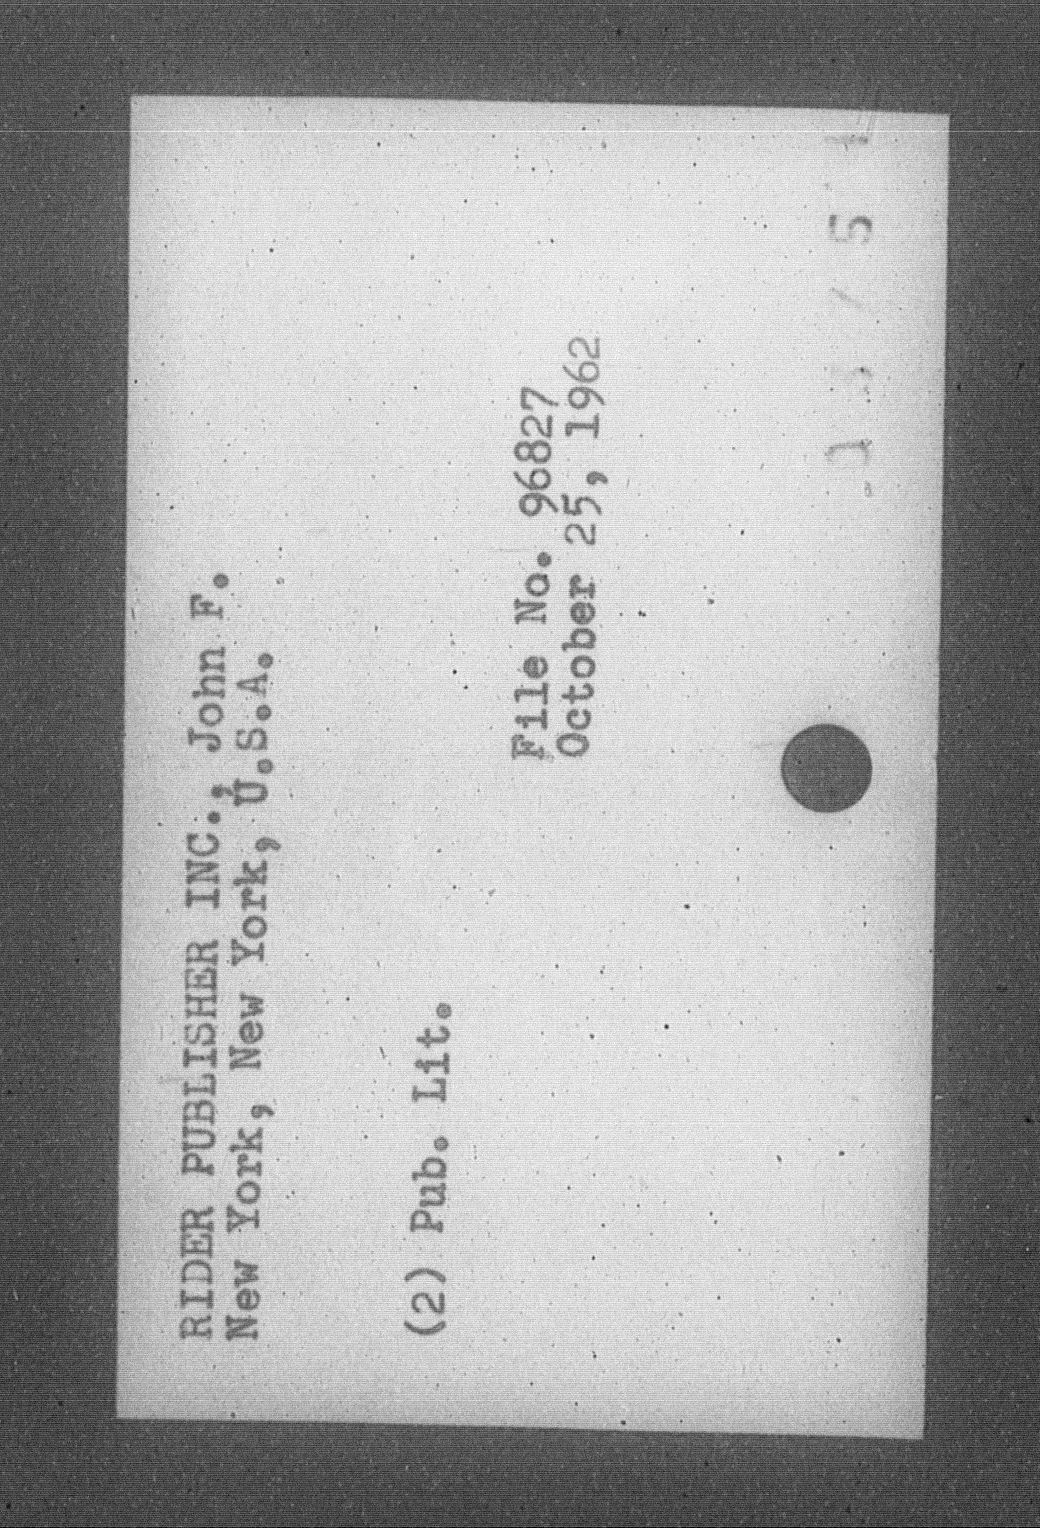 RIDER PUBLISHER INC., John F.
New York, New York, U.S.A.
(2) Pub. Lit.
File No. 96827
October 25, 1962